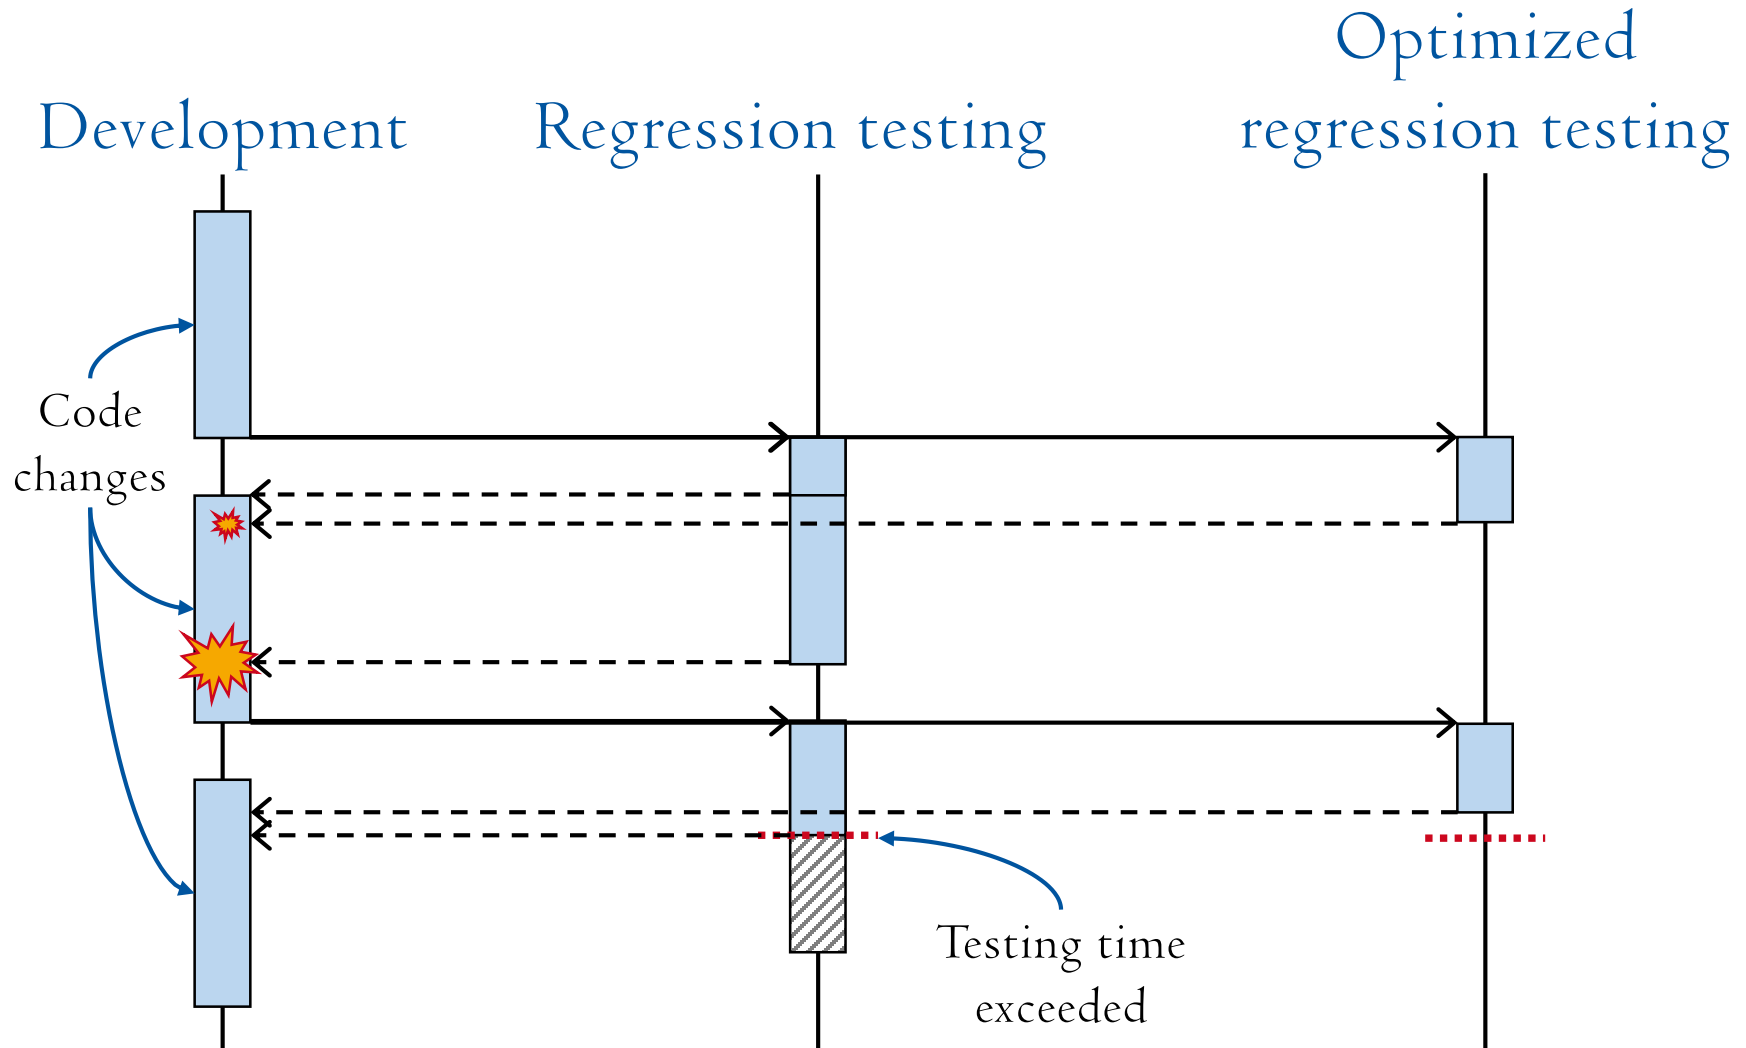 Development
Regression testing
Optimized
regression testing
Code
changes
Testing time
exceeded